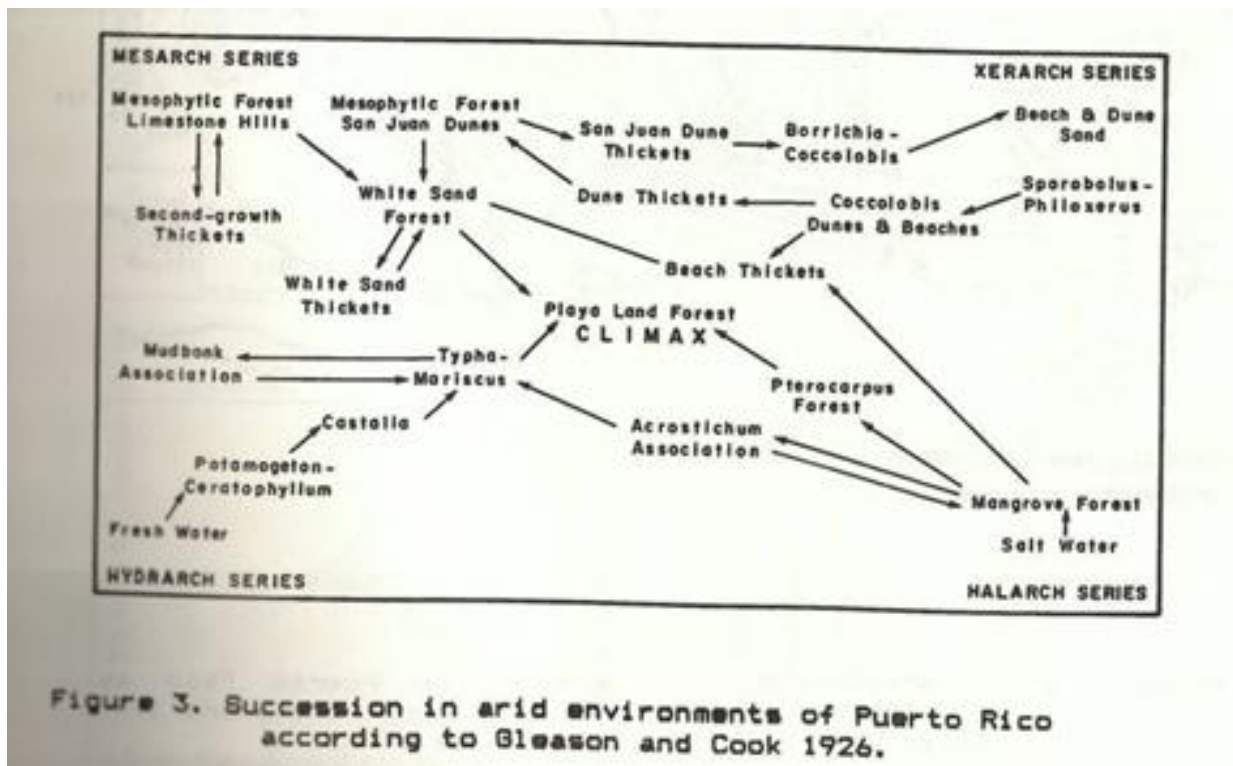 MESARCH SERIES
XERARCH SERIES
Mesophytic Forest
Limestone Hills
Mesophytic Forest
San Juan Dunes
San Juan Dune
Thickets
Borrichia-
Coccolobis
Beach & Dune
Sand
Second-growth
Thickets
White Sand
Forest
Dune Thickets
Coccolobis
Dunes & Beaches
Sporobolus-
Philoxerus
White Sand
Thickets
Beach Thickets
Playa Land Forest
CLIMAX
Mudbank
Association
Typha-
Mariscus
Pterocarpus
Forest
Castalia
Acrostichum
Association
Potamogeton-
Ceratophyllum
Mangrove Forest
Fresh Water
Salt Water
HYDRARCH SERIES
HALARCH SERIES
Figure 3. Succession in arid environments of Puerto Rico
according to Gleason and Cook 1926.